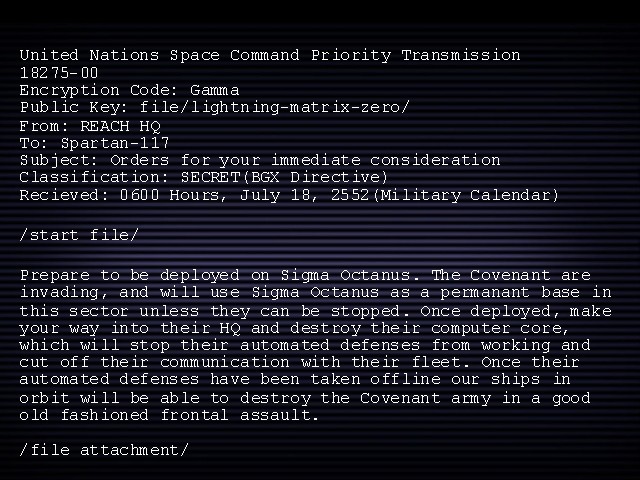 United Nations Space Command Priority Transmission
18275-00
Encryption Code: Gamma
Public Key: file/lightning-matrix-zero/
From: REACH HQ
To: Spartan-117
Subject: Orders for your immediate consideration
Classification: SECRET(BGX Directive)
Recieved: 0600 Hours, July 18, 2552(Military Calendar)
/start file/
Prepare to be deployed on Sigma Octanus. The Covenant are
invading, and will use Sigma Octanus as a permanant base in
this sector unless they can be stopped. Once deployed, make
your way into their HQ and destroy their computer core,
which will stop their automated defenses from working and
cut off their communication with their fleet. Once their
automated defenses have been taken offline our ships in
orbit will be able to destroy the Covenant army in a good
old fashioned frontal assault.
/file attachment/